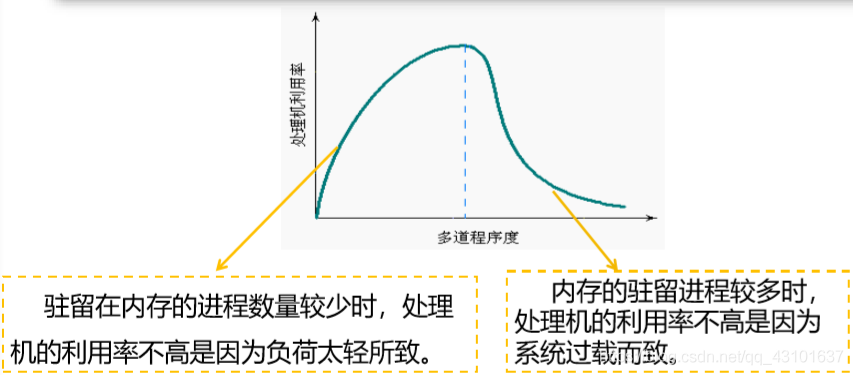 处理机利用率
多道程序度
驻留在内存的进程数量较少时，处理
机的利用率不高是因为负荷太轻所致。
内存的驻留进程较多时，
处理机的利用率不高是因为
系统过载而致。
https://blog.csdn.net/qq_43101637